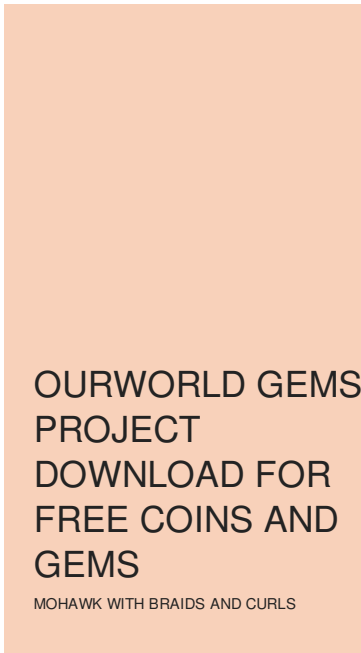 OURWORLD GEMS
PROJECT
DOWNLOAD FOR
FREE COINS AND
GEMS
MOHAWK WITH BRAIDS AND CURLS